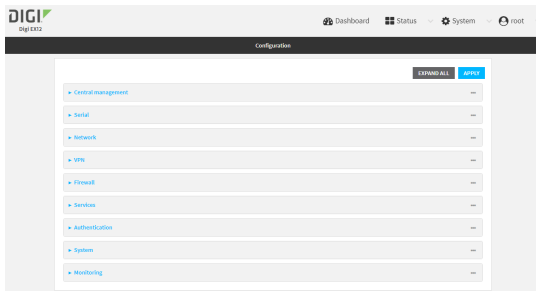 DIGI
Digi EX12
Dashboard Status System root
Configuration
EXPAND ALL APPLY
Central management
Serial
Network
VPN
Firewall
Services
Authentication
System
Monitoring